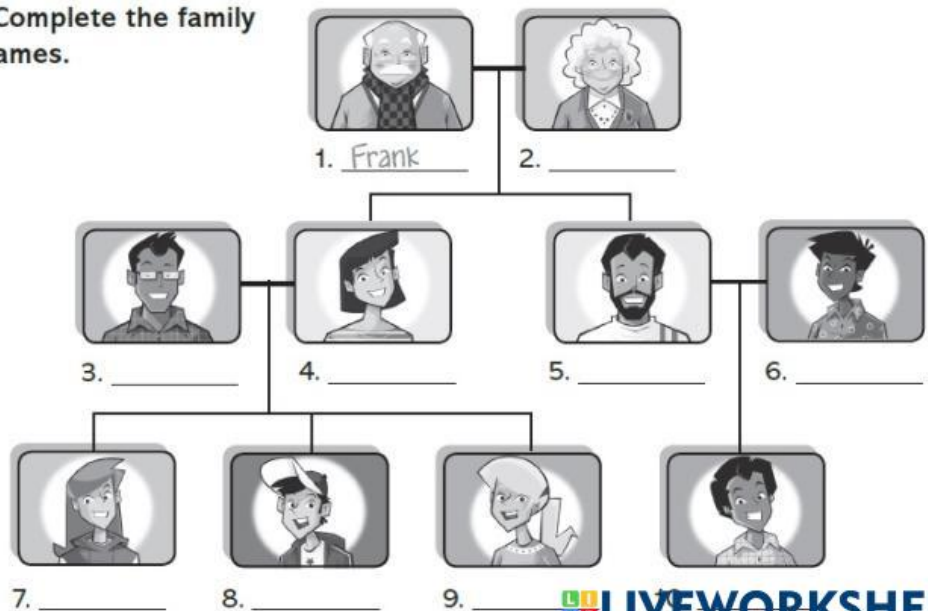 Complete the family
ames.
1. Frank
2.
3.
4.
5.
6.
7.
8.
9.
LIVEWORKSHE